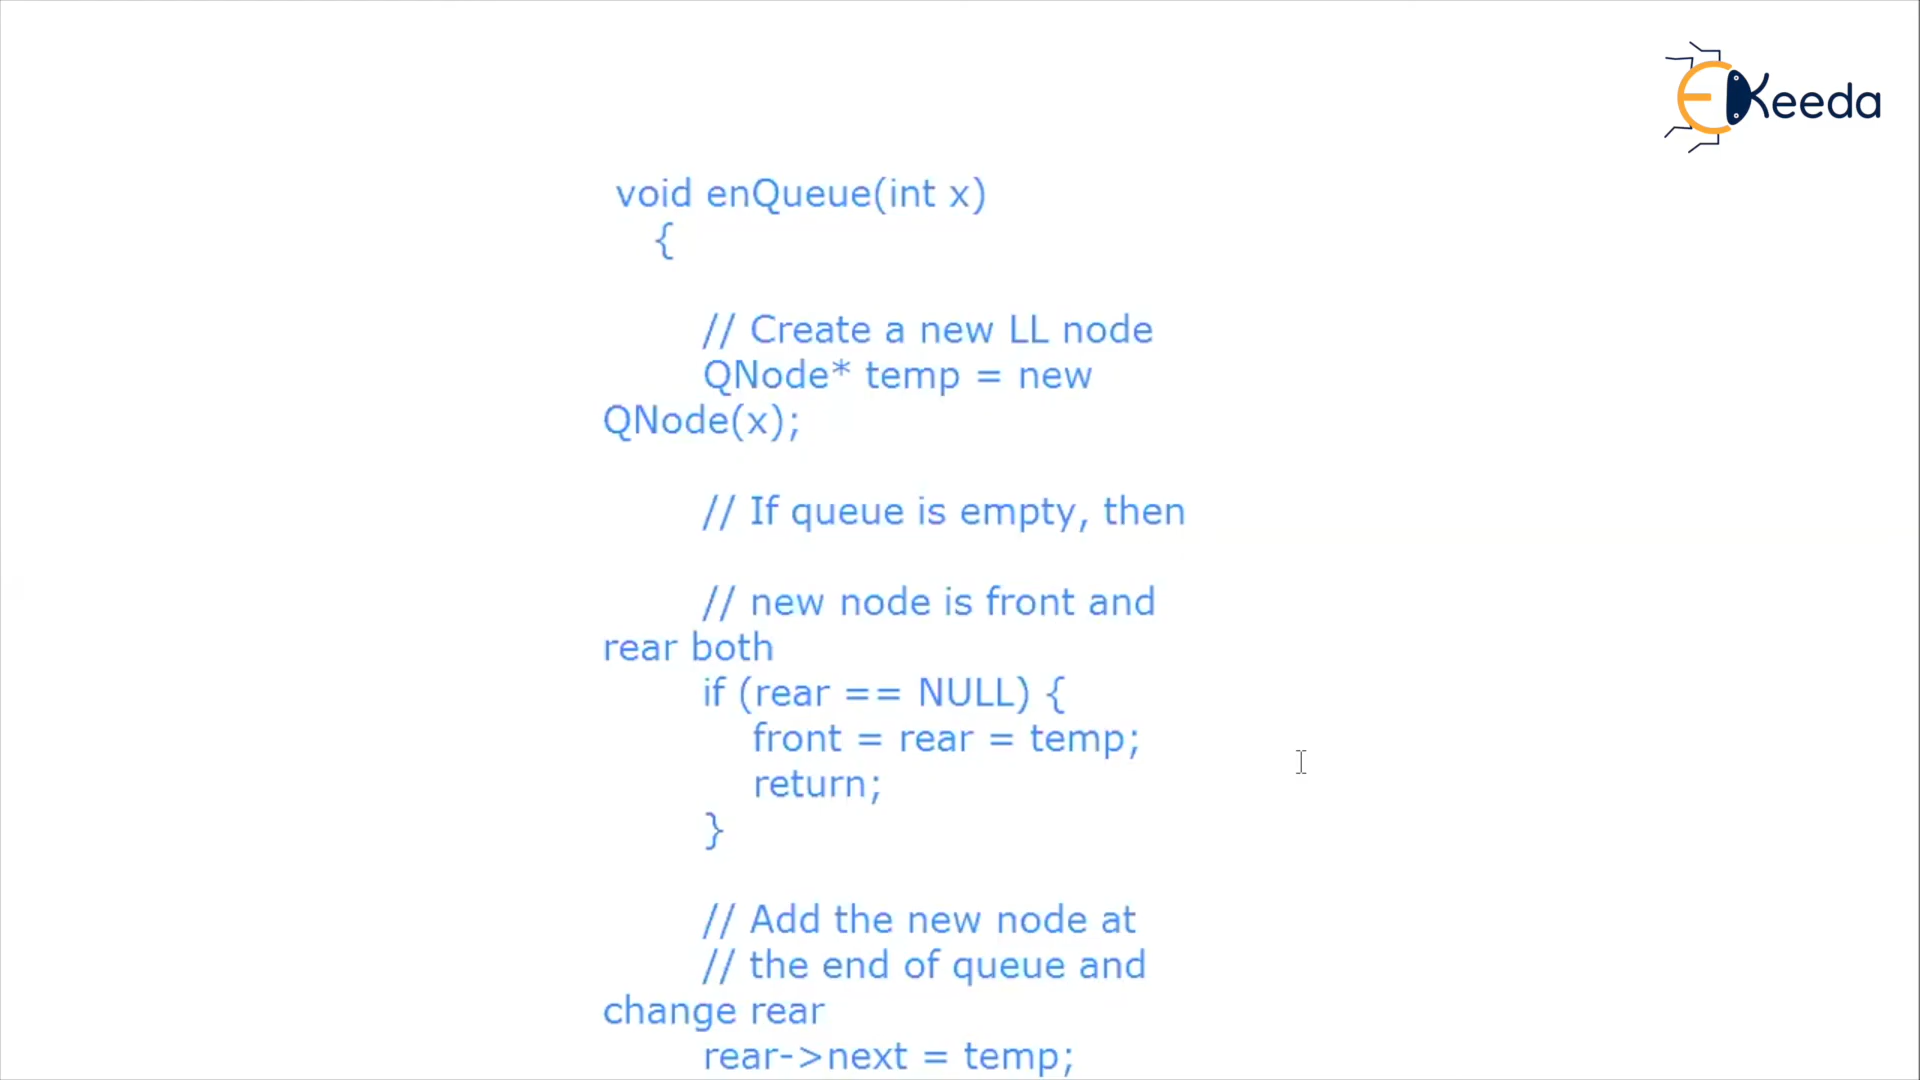 EKeeda
void enQueue(int x)
{
// Create a new LL node
QNode* temp = new
QNode(x);
// If queue is empty, then
// new node is front and
rear both
if (rear == NULL) {
front = rear = temp;
return;
}
// Add the new node at
// the end of queue and
change rear
rear->next = temp;